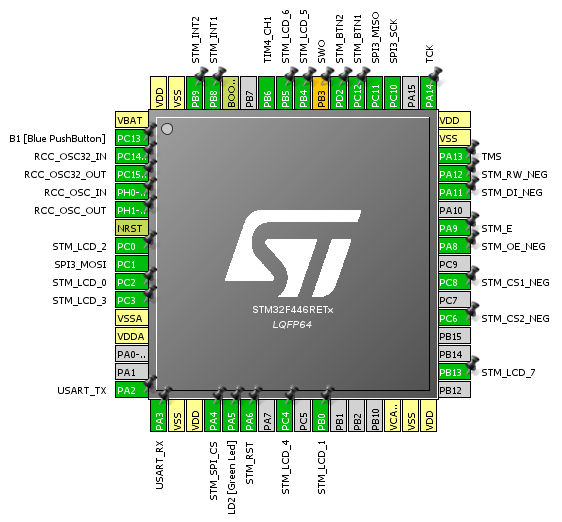 STM_INT2
STM_INT1
TIM4_CH1
STM_LCD_6
STM_LCD_5
SWO
STM_BTN2
STM_BTN1
SPI3_MISO
SPI3_SCK
TCK
VDD
VSS
PB9
PB8
BOO..
PB7
PB6
PB5
PB4
PB3
PD2
PC12
PC11
PC10
PA15
PA14
VBAT
B1 [Blue PushButton] PC13
RCC_OSC32_IN PC14..
RCC_OSC32_OUT PC15..
RCC_OSC_IN PH0-..
RCC_OSC_OUT PH1-..
NRST
STM_LCD_2 PC0
SPI3_MOSI PC1
STM_LCD_0 PC2
STM_LCD_3 PC3
VSSA
VDDA
PA0-..
PA1
USART_TX PA2
ST
STM32F446RETx
LQFP64
VDD
VSS
PA13 TMS
PA12 STM_RW_NEG
PA11 STM_DI_NEG
PA10
PA9 STM_E
PA8 STM_OE_NEG
PC9
PC8 STM_CS1_NEG
PC7
PC6 STM_CS2_NEG
PB15
PB14
PB13 STM_LCD_7
PB12
PA3
VSS
VDD
PA4
PA5
PA6
PA7
PC4
PC5
PB0
PB1
PB2
PB10
VCA..
VSS
VDD
USART_RX
STM_SPI_CS
LD2 [Green Led]
STM_RST
STM_LCD_4
STM_LCD_1